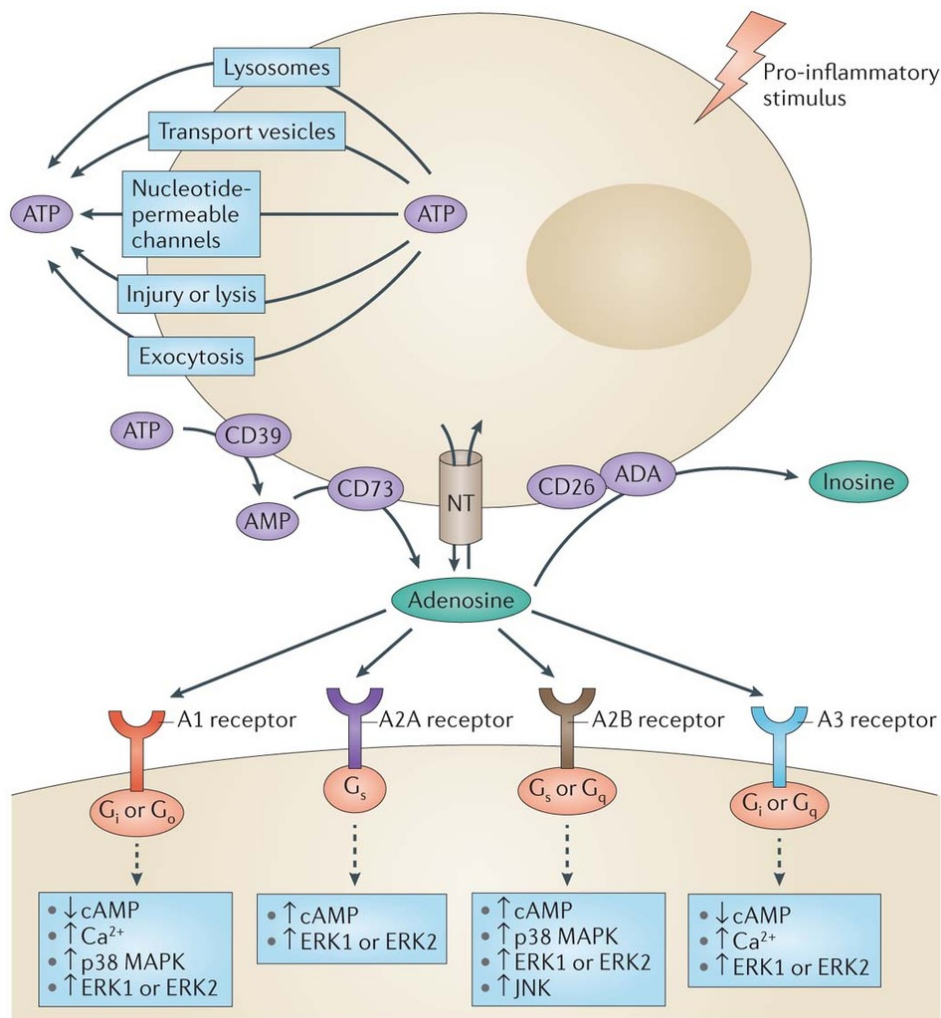 Lysosomes
Pro-inflammatory
stimulus
Transport vesicles
ATP
Nucleotide-
permeable
channels
ATP
Injury or lysis
Exocytosis
ATP
CD39
AMP
CD73
NT
CD26
ADA
Inosine
Adenosine
A1 receptor
A2A receptor
A2B receptor
A3 receptor
Gi or Go
Gs
Gs or Gq
Gi or Gq
• ↓cAMP
• ↑Ca²⁺
• ↑p38 MAPK
• ↑ERK1 or ERK2
• ↑cAMP
• ↑ERK1 or ERK2
• ↑cAMP
• ↑p38 MAPK
• ↑ERK1 or ERK2
• ↑JNK
• ↓cAMP
• ↑Ca²⁺
• ↑ERK1 or ERK2